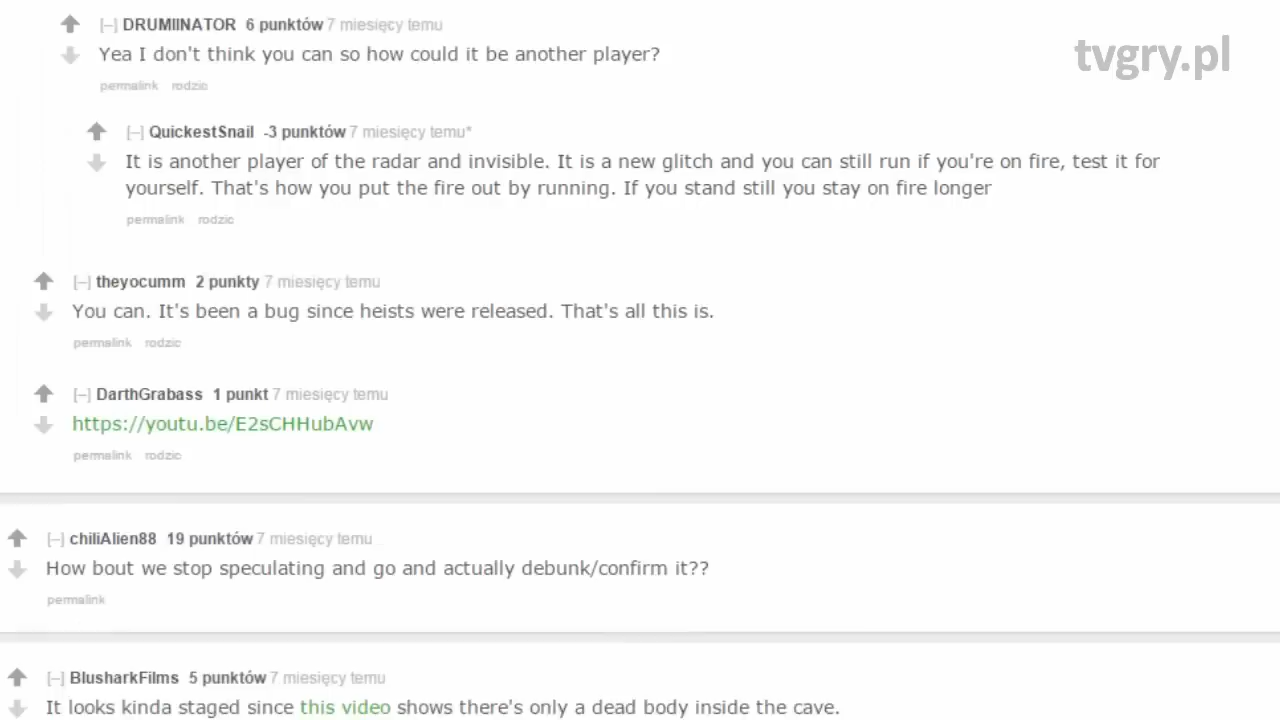 [–] DRUMIINATOR 6 punktów 7 miesięcy temu
tvgry.pl
Yea I don't think you can so how could it be another player?
permalink rodzic
[–] QuickestSnail -3 punktów 7 miesięcy temu*
It is another player of the radar and invisible. It is a new glitch and you can still run if you're on fire, test it for
yourself. That's how you put the fire out by running. If you stand still you stay on fire longer
permalink rodzic
[–] theyocumm 2 punkty 7 miesięcy temu
You can. It's been a bug since heists were released. That's all this is.
permalink rodzic
[–] DarthGrabass 1 punkt 7 miesięcy temu
https://youtu.be/E2sCHHubAvw
permalink rodzic
[–] chiliAlien88 19 punktów 7 miesięcy temu
How bout we stop speculating and go and actually debunk/confirm it??
permalink
[–] BlusharkFilms 5 punktów 7 miesięcy temu
It looks kinda staged since this video shows there's only a dead body inside the cave.